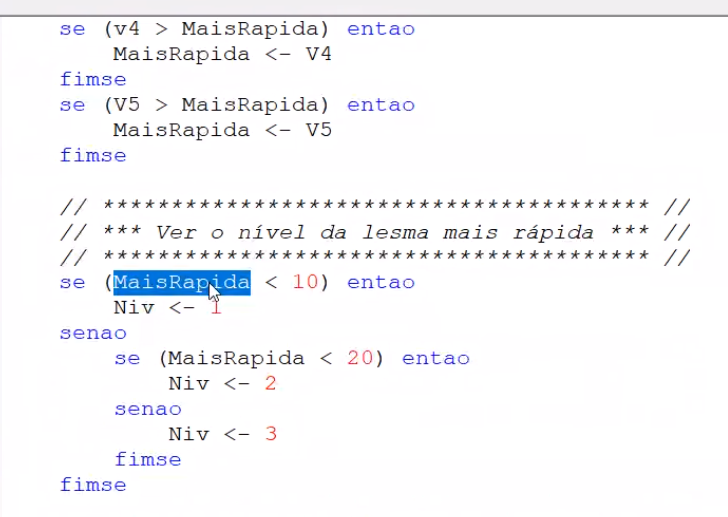 se (v4 > MaisRapida) entao
MaisRapida <- V4
fimse
se (V5 > MaisRapida) entao
MaisRapida <- V5
fimse
// **************************************** //
// *** Ver o nível da lesma mais rápida *** //
// **************************************** //
se (MaisRapida < 10) entao
Niv <- 1
senao
se (MaisRapida < 20) entao
Niv <- 2
senao
Niv <- 3
fimse
fimse